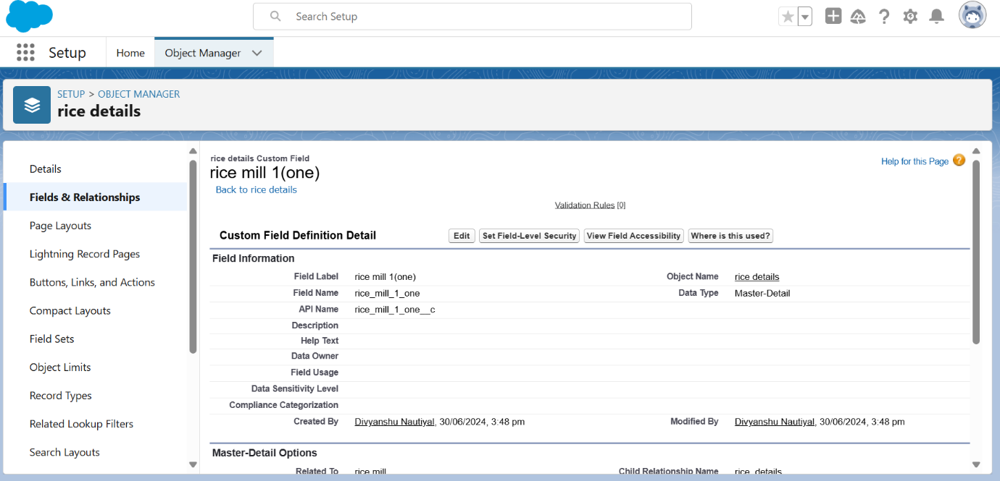 Search Setup
Setup Home Object Manager
SETUP > OBJECT MANAGER
rice details
Details
Fields & Relationships
Page Layouts
Lightning Record Pages
Buttons, Links, and Actions
Compact Layouts
Field Sets
Object Limits
Record Types
Related Lookup Filters
Search Layouts
rice details Custom Field
rice mill 1(one)
Back to rice details
Help for this Page ?
Validation Rules [0]
Custom Field Definition Detail Edit Set Field-Level Security View Field Accessibility Where is this used?
Field Information
Field Label rice mill 1(one) Object Name rice details
Field Name rice_mill_1_one Data Type Master-Detail
API Name rice_mill_1_one__c
Description
Help Text
Data Owner
Field Usage
Data Sensitivity Level
Compliance Categorization
Created By Divyanshu Nautiyal, 30/06/2024, 3:48 pm Modified By Divyanshu Nautiyal, 30/06/2024, 3:48 pm
Master-Detail Options
Related To rice mill Child Relationship Name rice_details